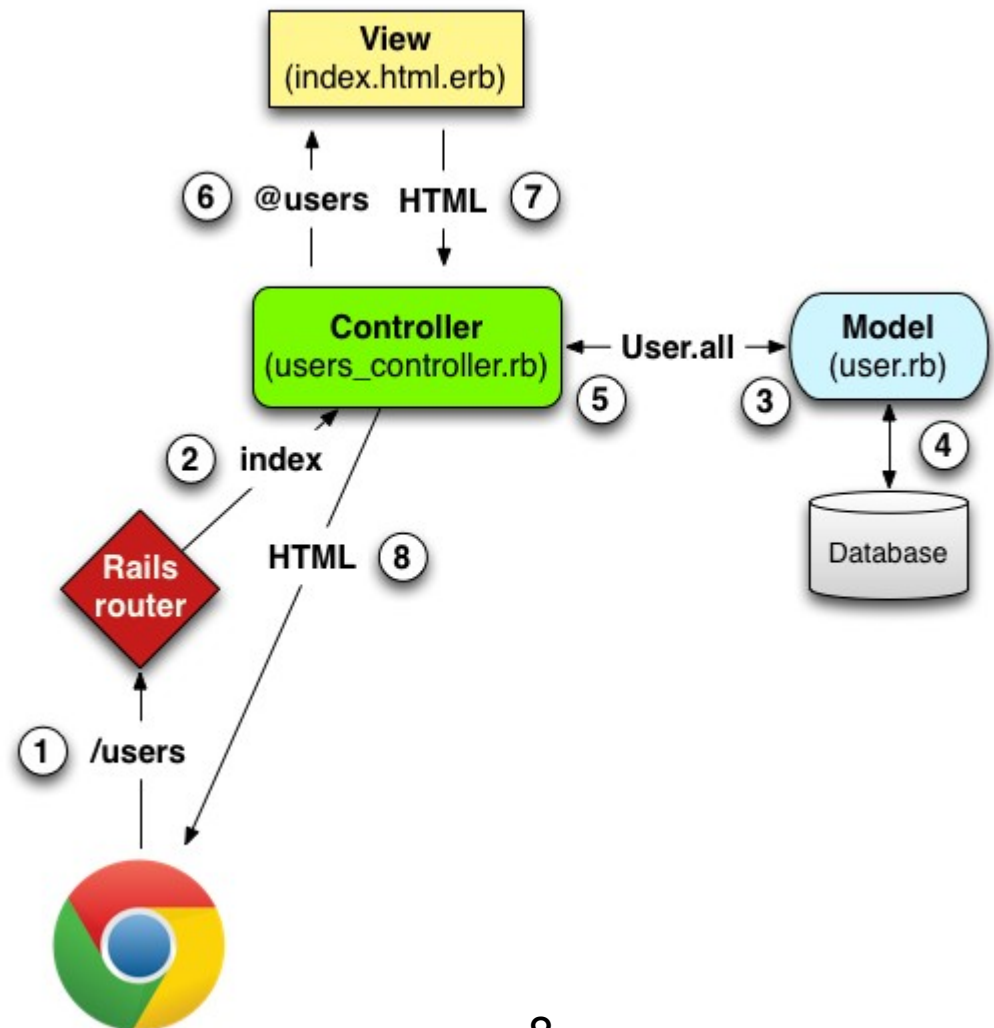 View
(index.html.erb)
6 @users HTML 7
Controller
(users_controller.rb)
User.all
Model
(user.rb)
5
3
4
2 index
Database
Rails
router
HTML 8
1 /users